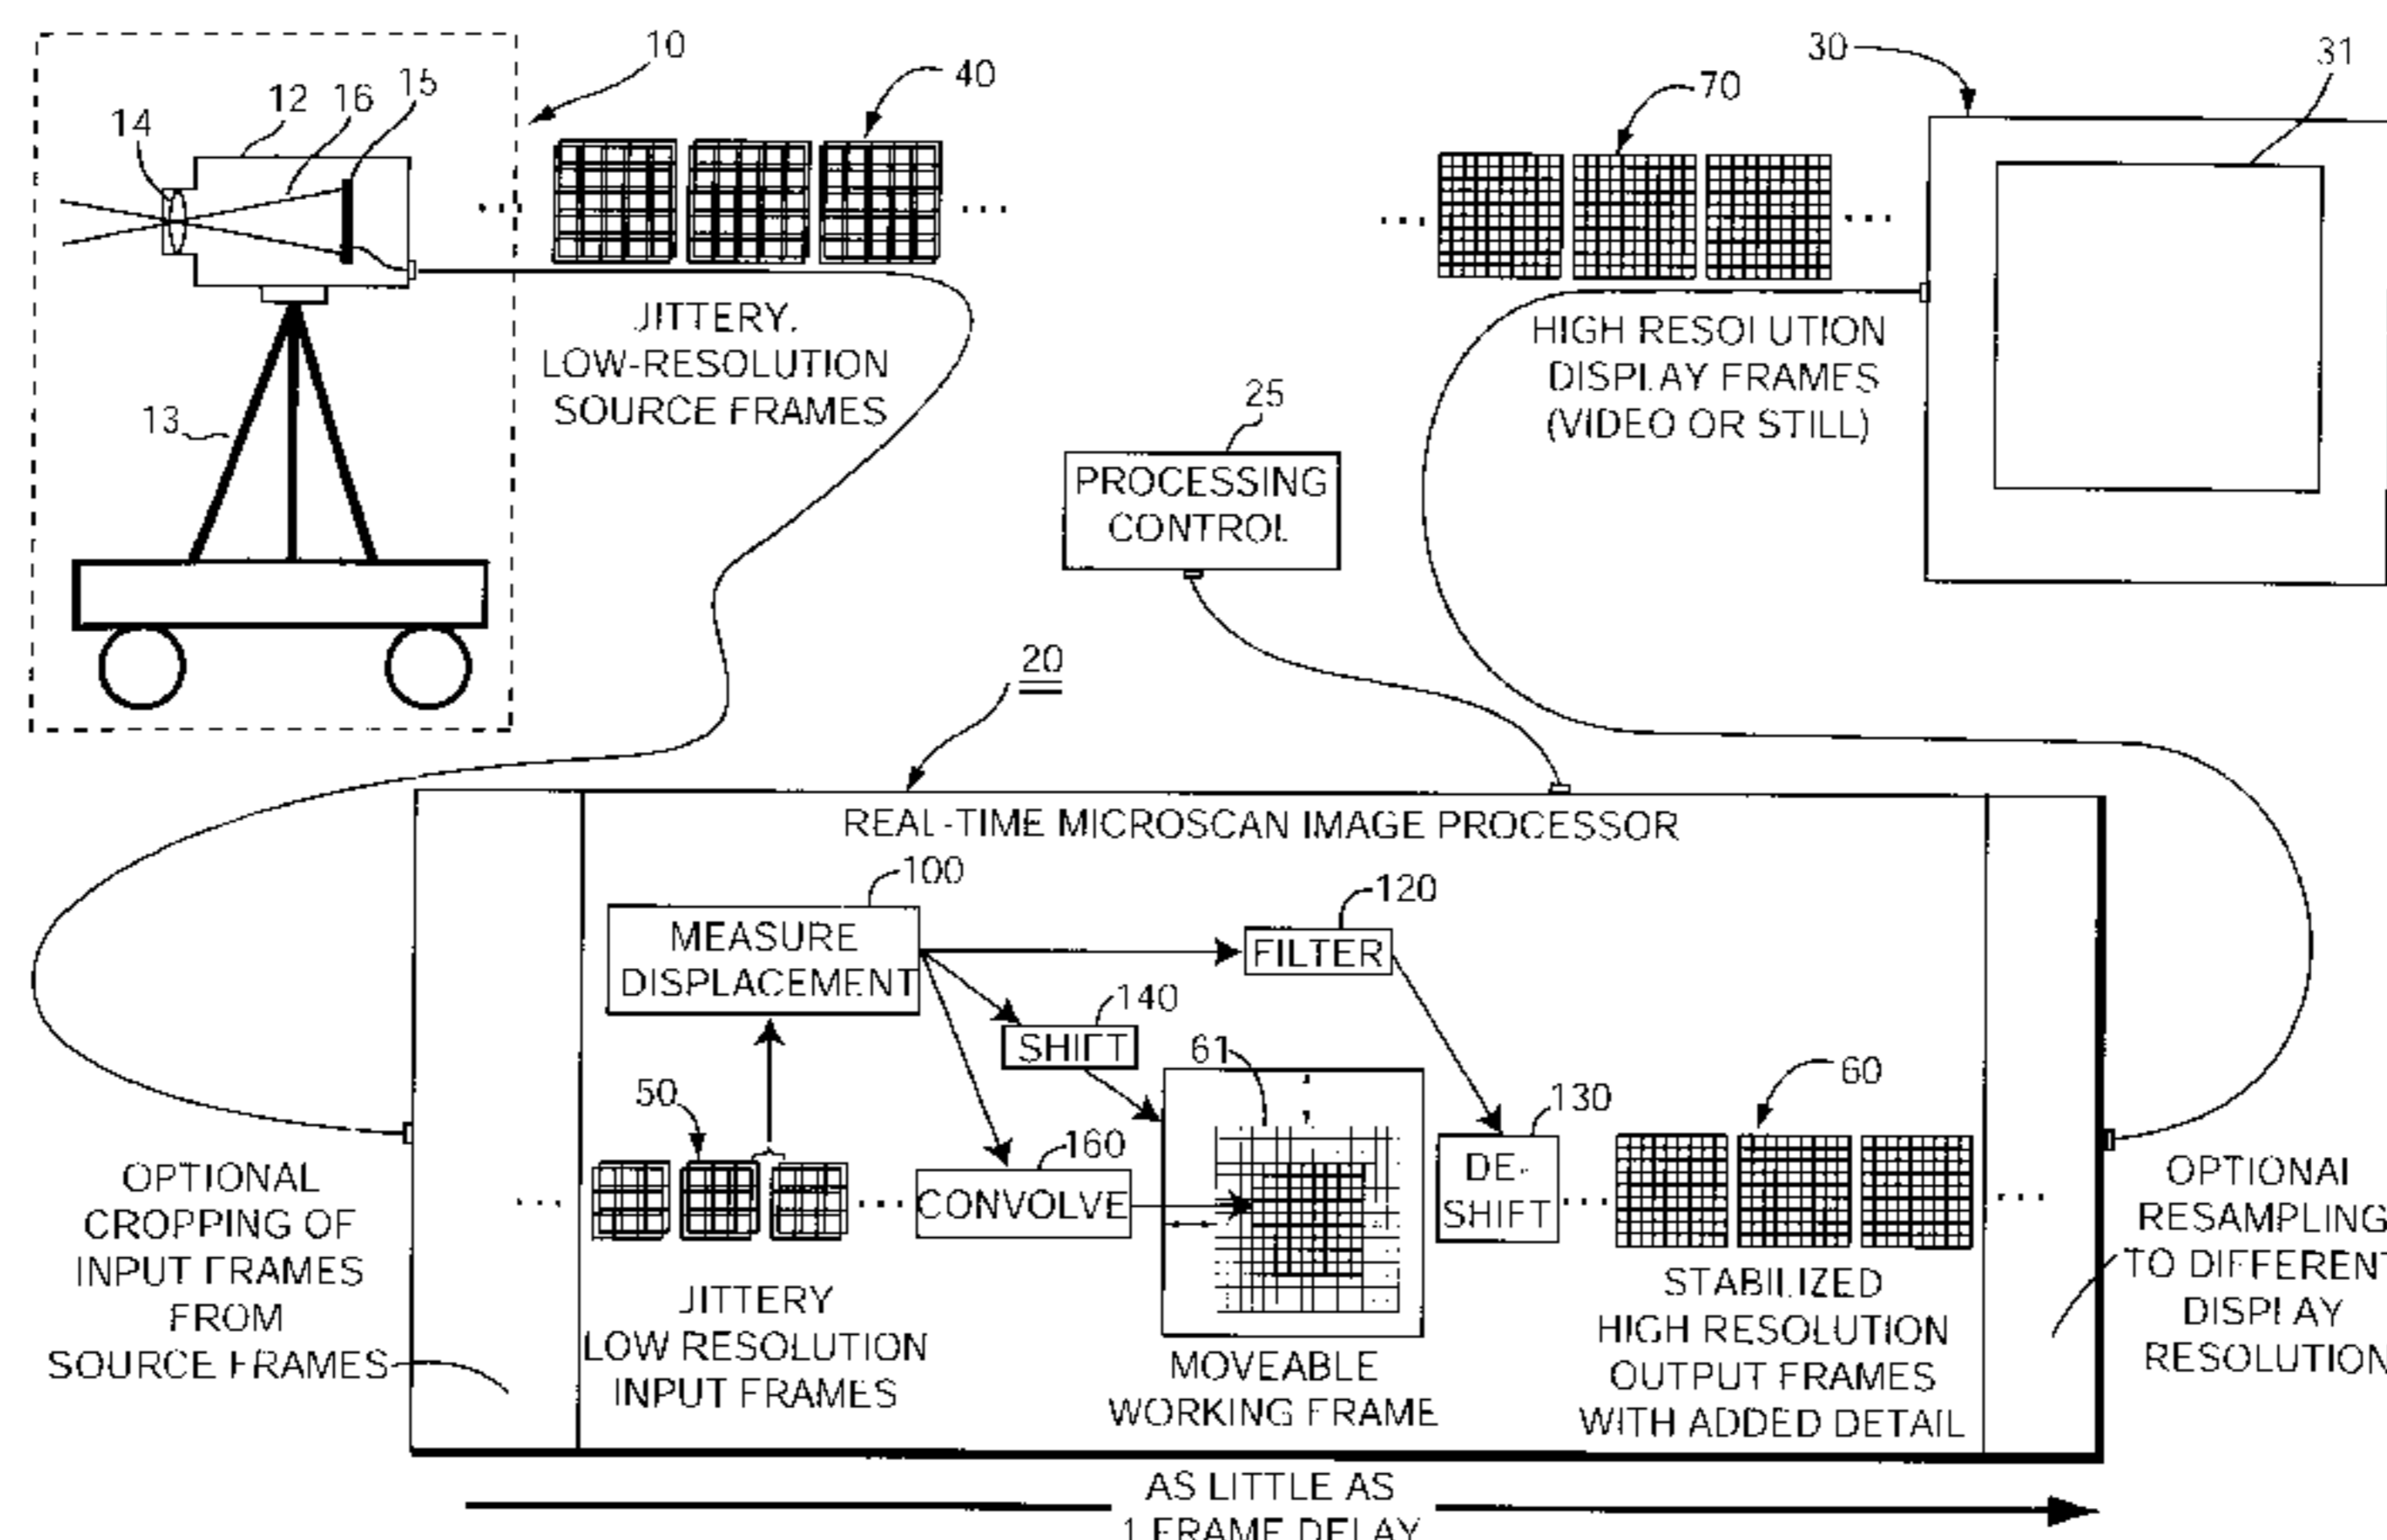 10
40
12
16
15
14
13
JITTERY,
LOW-RESOLUTION
SOURCE FRAMES
70
30
31
HIGH RESOLUTION
DISPLAY FRAMES
(VIDEO OR STILL)
25
PROCESSING
CONTROL
20
REAL-TIME MICROSCAN IMAGE PROCESSOR
100
MEASURE
DISPLACEMENT
120
FILTER
140
SHIFT
61
50
160
CONVOLVE
130
DE-
SHIFT
60
OPTIONAL
CROPPING OF
INPUT FRAMES
FROM
SOURCE FRAMES
JITTERY
LOW RESOLUTION
INPUT FRAMES
MOVEABLE
WORKING FRAME
STABILIZED
HIGH RESOLUTION
OUTPUT FRAMES
WITH ADDED DETAIL
OPTIONAL
RESAMPLING
TO DIFFERENT
DISPLAY
RESOLUTION
AS LITTLE AS
1 FRAME DELAY